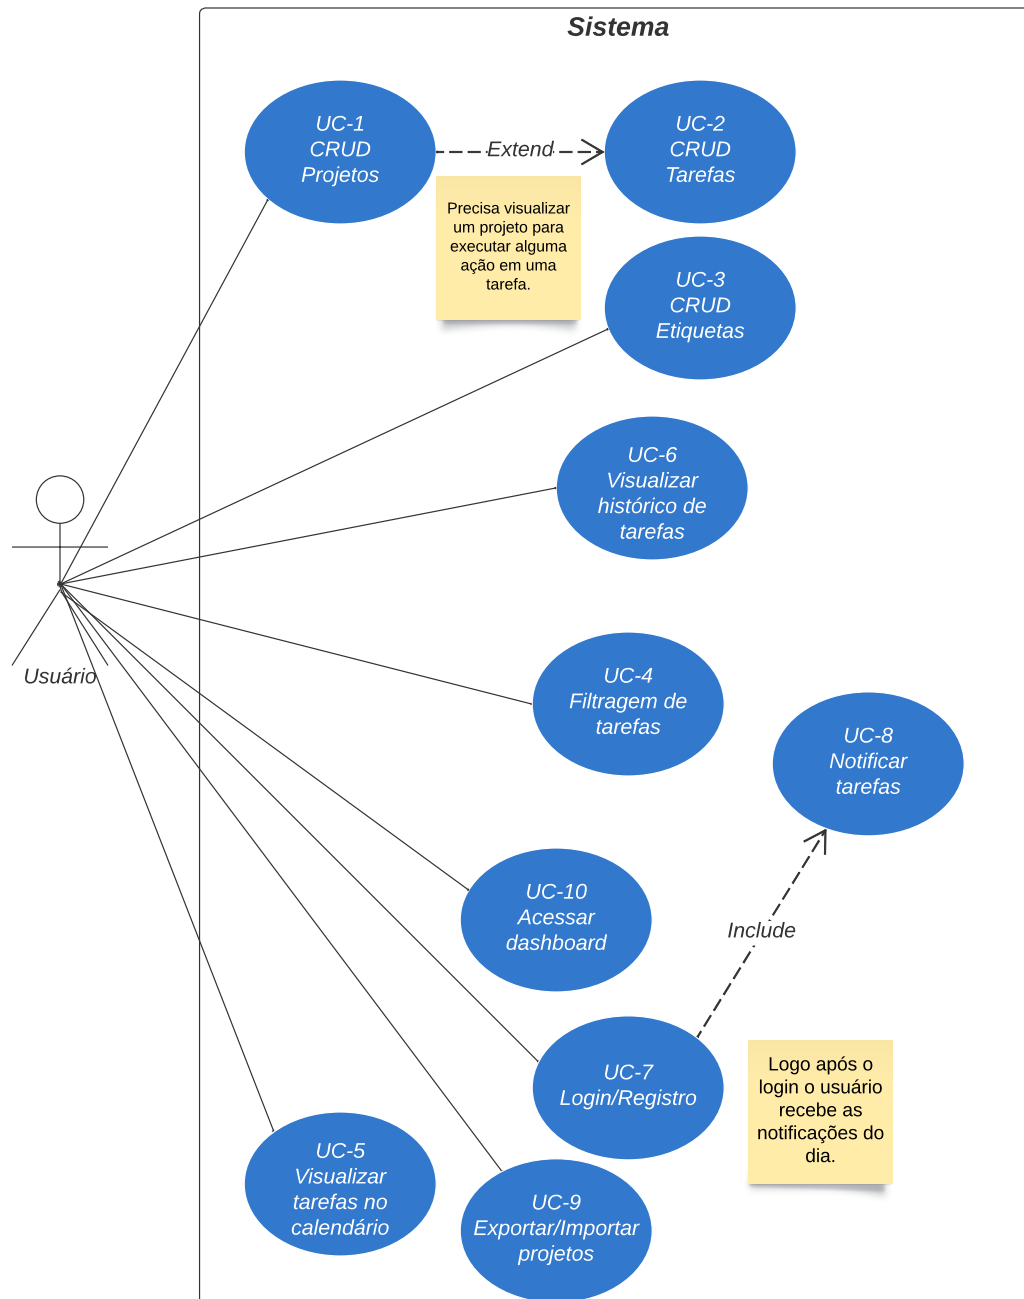 Sistema
UC-1
CRUD
Projetos
Extend
UC-2
CRUD
Tarefas
Precisa visualizar
um projeto para
executar alguma
ação em uma
tarefa.
UC-3
CRUD
Etiquetas
UC-6
Visualizar
histórico de
tarefas
Usuário
UC-4
Filtragem de
tarefas
UC-8
Notificar
tarefas
UC-10
Acessar
dashboard
Include
UC-7
Login/Registro
Logo após o
login o usuário
recebe as
notificações do
dia.
UC-5
Visualizar
tarefas no
calendário
UC-9
Exportar/Importar
projetos